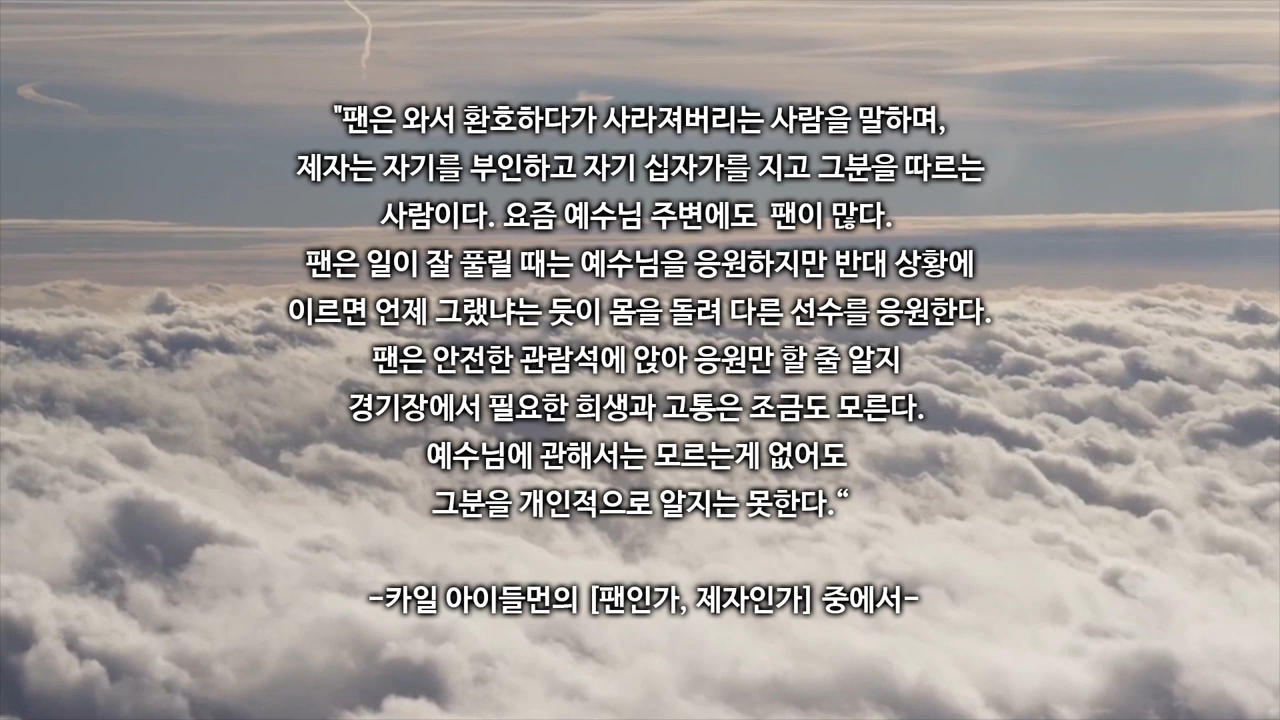 "팬은 와서 환호하다가 사라져버리는 사람을 말하며,
제자는 자기를 부인하고 자기 십자가를 지고 그분을 따르는
사람이다. 요즘 예수님 주변에도  팬이 많다.
팬은 일이 잘 풀릴 때는 예수님을 응원하지만 반대 상황에
이르면 언제 그랬냐는 듯이 몸을 돌려 다른 선수를 응원한다.
팬은 안전한 관람석에 앉아 응원만 할 줄 알지
경기장에서 필요한 희생과 고통은 조금도 모른다.
예수님에 관해서는 모르는게 없어도
그분을 개인적으로 알지는 못한다.“
-카일 아이들먼의 [팬인가, 제자인가] 중에서-